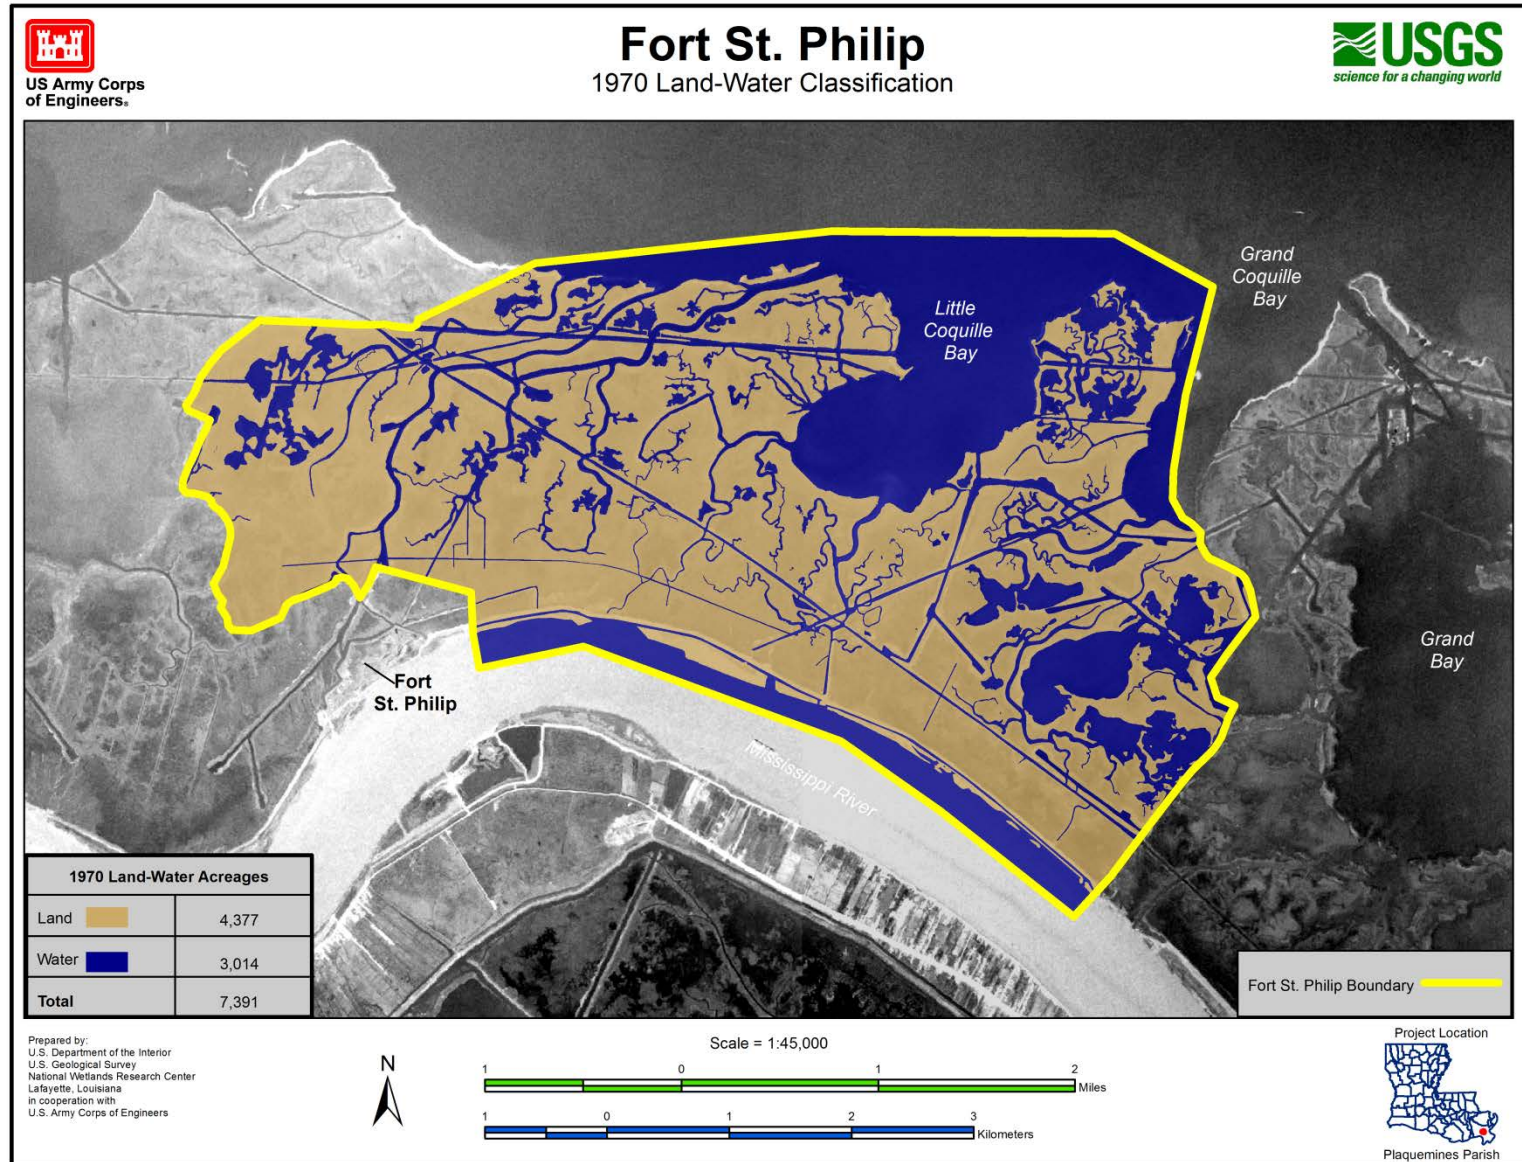 Fort St. Philip
1970 Land-Water Classification
US Army Corps
of Engineers®
USGS
science for a changing world
Grand
Coquille
Bay
Little
Coquille
Bay
Grand
Bay
Fort
St. Philip
Mississippi River
1970 Land-Water Acreages
Land 4,377
Water 3,014
Total 7,391
Fort St. Philip Boundary
Prepared by:
U.S. Department of the Interior
U.S. Geological Survey
National Wetlands Research Center
Lafayette, Louisiana
in cooperation with
U.S. Army Corps of Engineers
N
Scale = 1:45,000
1 0 1 2
Miles
1 0 1 2 3
Kilometers
Project Location
Plaquemines Parish